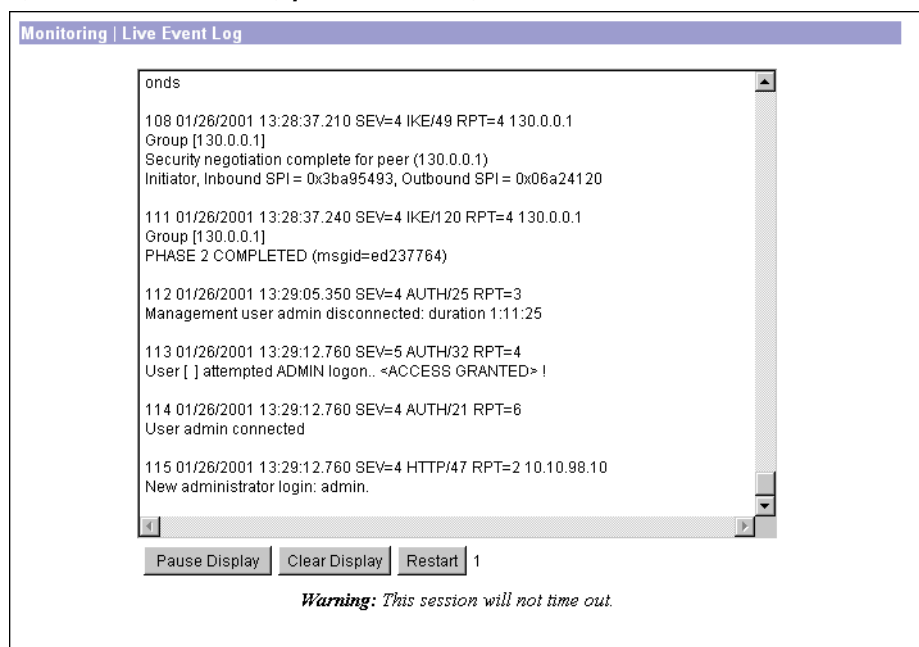 Monitoring | Live Event Log
onds
108 01/26/2001 13:28:37.210 SEV=4 IKE/49 RPT=4 130.0.0.1
Group [130.0.0.1]
Security negotiation complete for peer (130.0.0.1)
Initiator, Inbound SPI = 0x3ba95493, Outbound SPI = 0x06a24120
111 01/26/2001 13:28:37.240 SEV=4 IKE/120 RPT=4 130.0.0.1
Group [130.0.0.1]
PHASE 2 COMPLETED (msgid=ed237764)
112 01/26/2001 13:29:05.350 SEV=4 AUTH/25 RPT=3
Management user admin disconnected: duration 1:11:25
113 01/26/2001 13:29:12.760 SEV=5 AUTH/32 RPT=4
User [ ] attempted ADMIN logon.. <ACCESS GRANTED> !
114 01/26/2001 13:29:12.760 SEV=4 AUTH/21 RPT=6
User admin connected
115 01/26/2001 13:29:12.760 SEV=4 HTTP/47 RPT=2 10.10.98.10
New administrator login: admin.
Pause Display Clear Display Restart 1
Warning: This session will not time out.